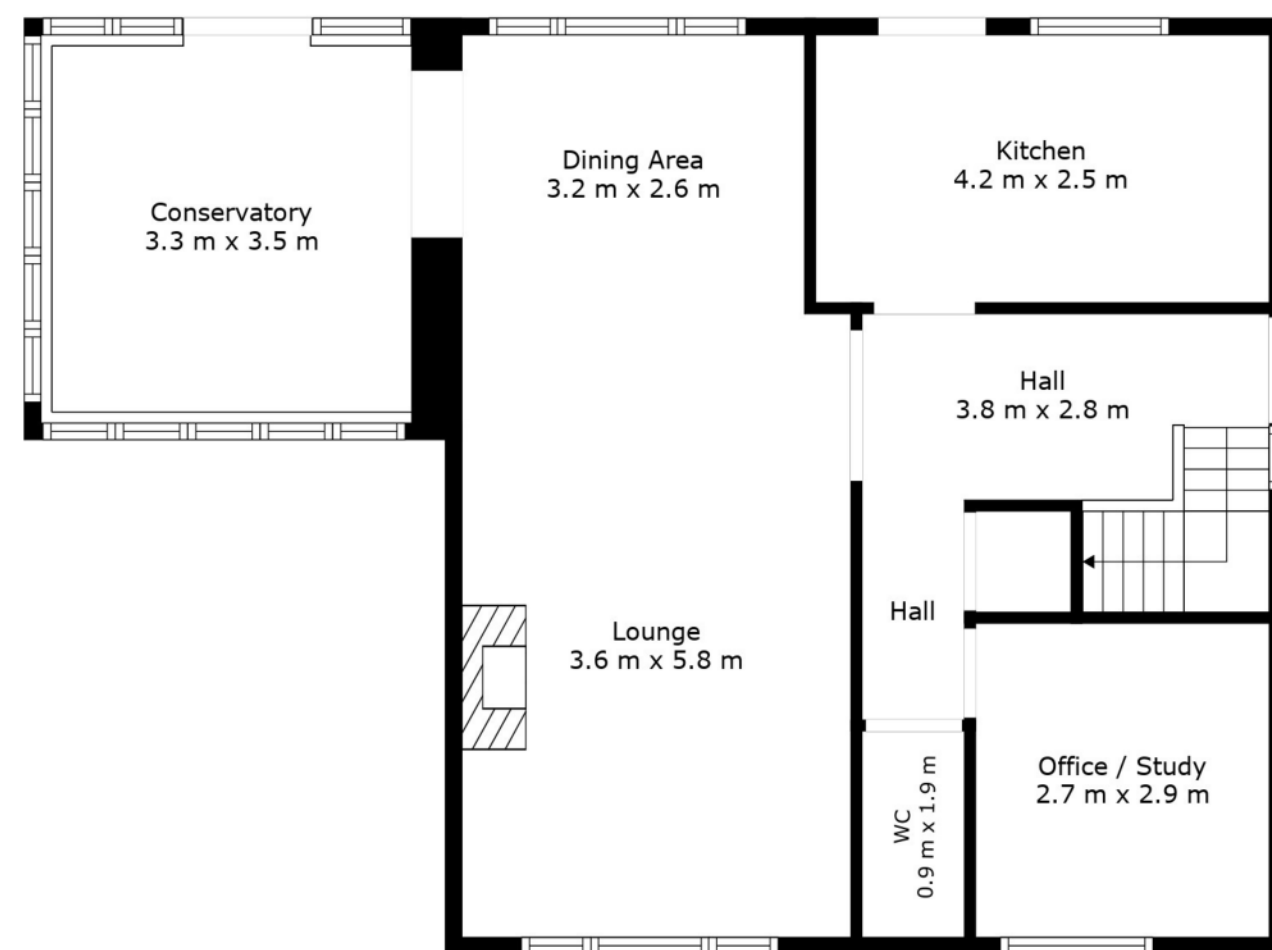 Conservatory
3.3 m x 3.5 m
Dining Area
3.2 m x 2.6 m
Kitchen
4.2 m x 2.5 m
Hall
3.8 m x 2.8 m
Hall
Lounge
3.6 m x 5.8 m
WC
0.9 m x 1.9 m
Office / Study
2.7 m x 2.9 m